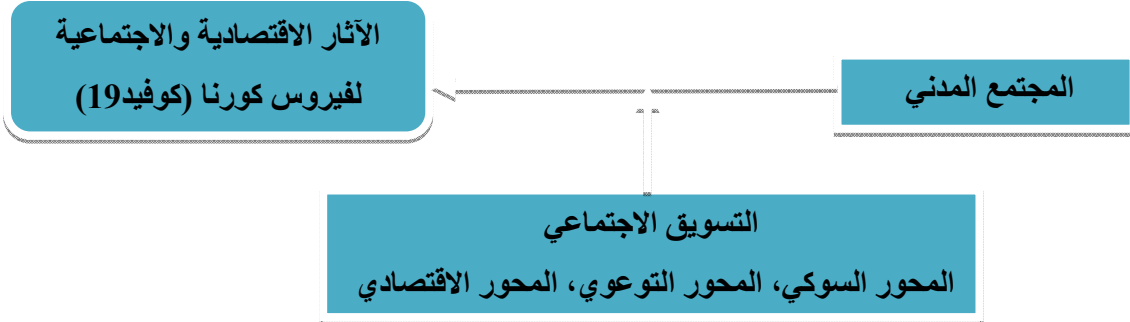 الآثار الاقتصادية والاجتماعية
لفيروس كورنا (كوفيد19)
المجتمع المدني
التسويق الاجتماعي
المحور السوكي، المحور التوعوي، المحور الاقتصادي